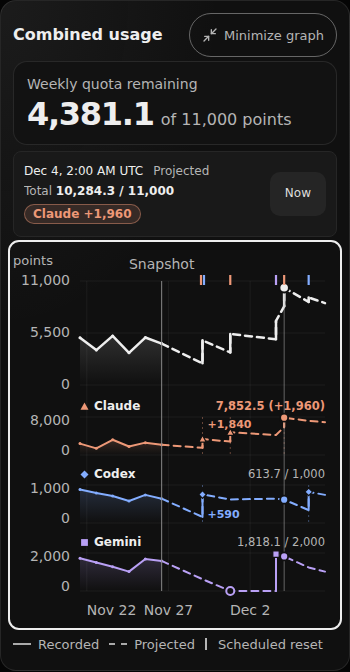 Combined usage
Minimize graph
Weekly quota remaining
4,381.1 of 11,000 points
Dec 4, 2:00 AM UTC Projected
Total 10,284.3 / 11,000
Claude +1,960
Now
points
Snapshot
11,000
5,500
0
Claude 7,852.5 (+1,960)
8,000
+1,840
0
Codex 613.7 / 1,000
1,000
+590
0
Gemini 1,818.1 / 2,000
2,000
0
Nov 22 Nov 27 Dec 2
Recorded Projected Scheduled reset